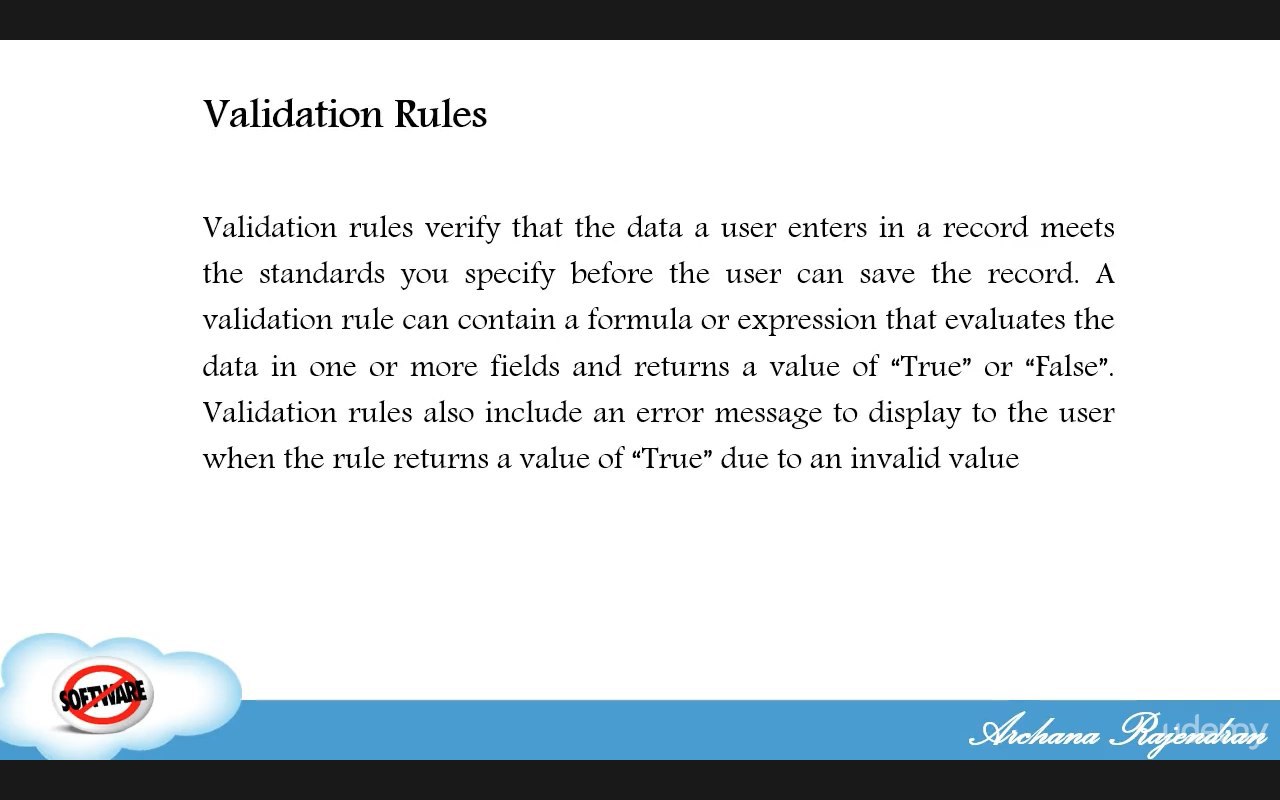 Validation Rules
Validation rules verify that the data a user enters in a record meets
the standards you specify before the user can save the record. A
validation rule can contain a formula or expression that evaluates the
data in one or more fields and returns a value of “True” or “False”.
Validation rules also include an error message to display to the user
when the rule returns a value of “True” due to an invalid value
SOFTWARE
Archana Rajendran
udemy